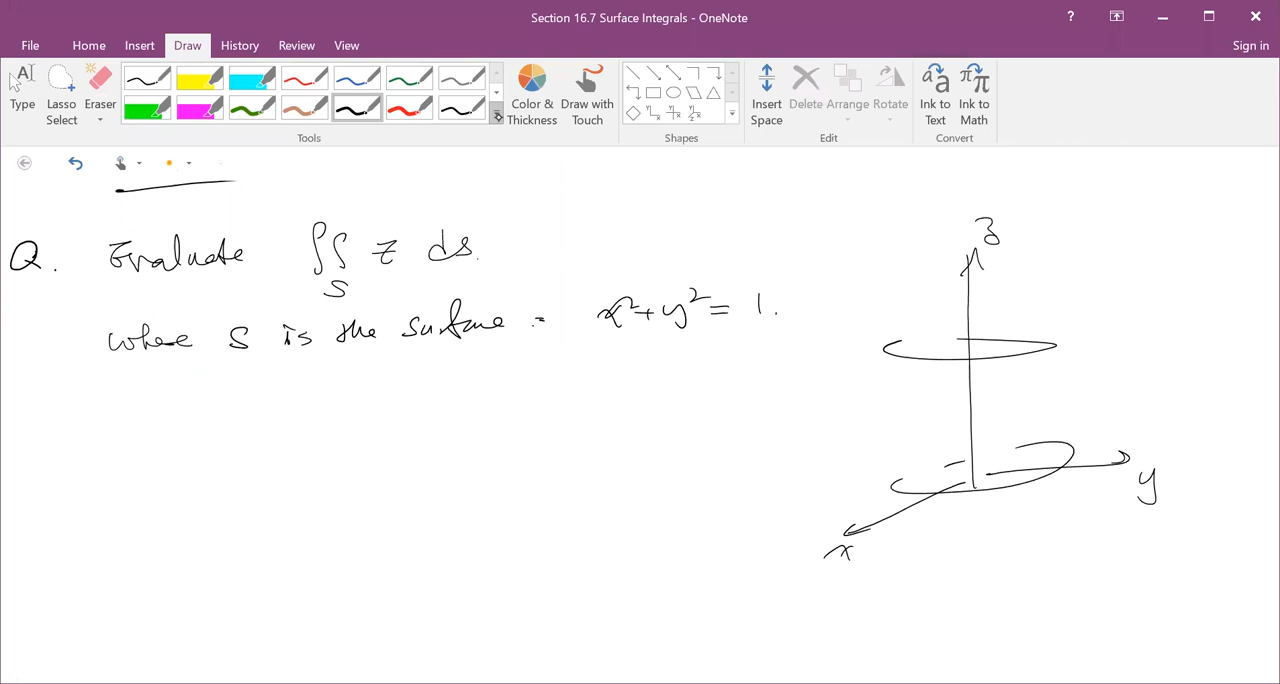 Section 16.7 Surface Integrals - OneNote
?
File Home Insert Draw History Review View Sign in
Type Lasso Select Eraser Color & Thickness Draw with Touch Insert Space Delete Arrange Rotate Ink to Text Ink to Math
Tools Shapes Edit Convert
Q. Evaluate ∬_S z ds.
where S is the surface = x²+y² = 1.
z
y
x